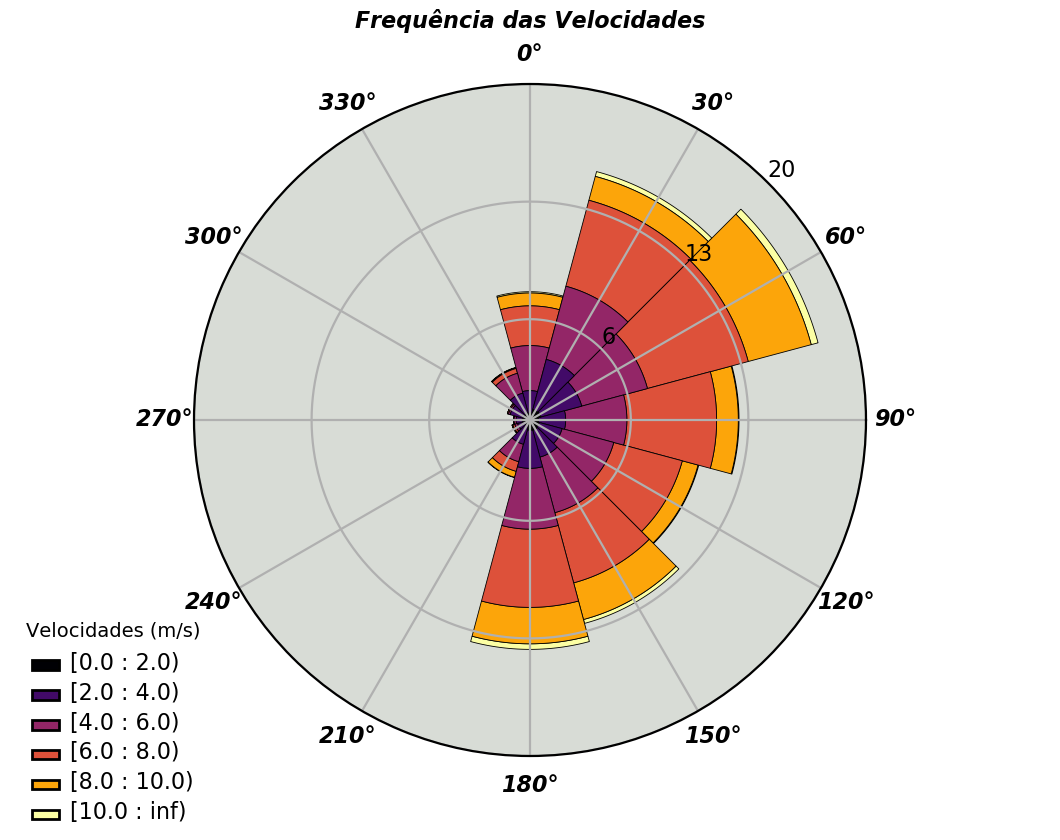 Frequência das Velocidades
0°
330°
30°
20
300°
60°
13
6
270°
90°
240°
120°
210°
150°
180°
Velocidades (m/s)
[0.0 : 2.0)
[2.0 : 4.0)
[4.0 : 6.0)
[6.0 : 8.0)
[8.0 : 10.0)
[10.0 : inf)